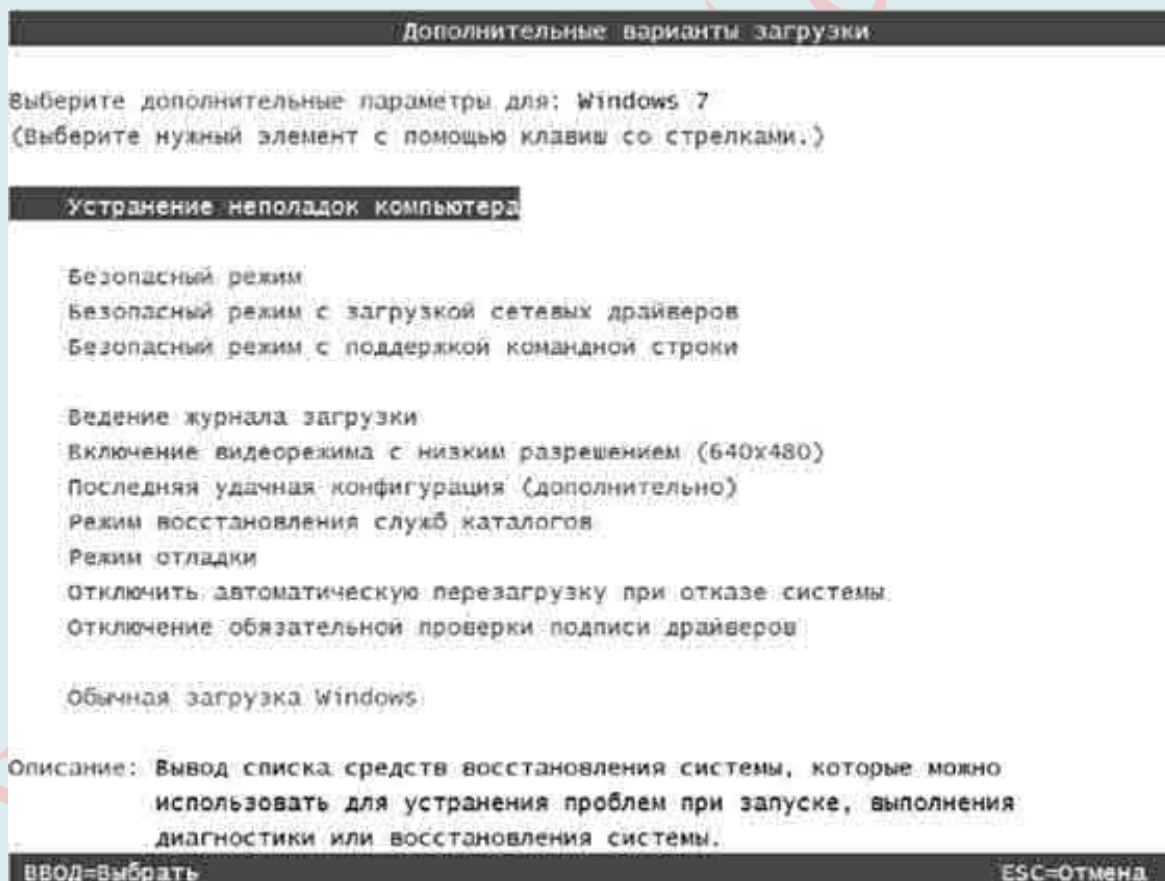 Дополнительные варианты загрузки
Выберите дополнительные параметры для: Windows 7
(Выберите нужный элемент с помощью клавиш со стрелками.)
Устранение неполадок компьютера
Безопасный режим
Безопасный режим с загрузкой сетевых драйверов
Безопасный режим с поддержкой командной строки
Ведение журнала загрузки
Включение видеорежима с низким разрешением (640x480)
Последняя удачная конфигурация (дополнительно)
Режим восстановления служб каталогов
Режим отладки
Отключить автоматическую перезагрузку при отказе системы
Отключение обязательной проверки подписи драйверов
Обычная загрузка Windows
Описание: Вывод списка средств восстановления системы, которые можно
использовать для устранения проблем при запуске, выполнения
диагностики или восстановления системы.
ВВОД=Выбрать ESC=Отмена